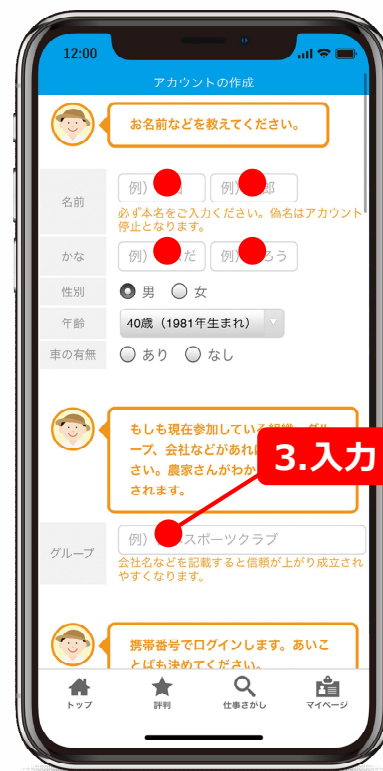 12:00
アカウントの作成
お名前などを教えてください。
名前
例)
例) 郎
必ず本名をご入力ください。偽名はアカウント
停止となります。
かな
例) だ
例) ろう
性別
男 女
年齢
40歳(1981年生まれ)
車の有無
あり なし
もしも現在参加している
プ、会社などがあれ
さい。農家さんがわか
されます。
3.入力
グループ
例) スポーツクラブ
会社名などを記載すると信頼が上がり成立され
やすくなります。
携帯番号でログインします。あいこ
とばも決めてください。
トップ
評判
仕事さがし
マイページ